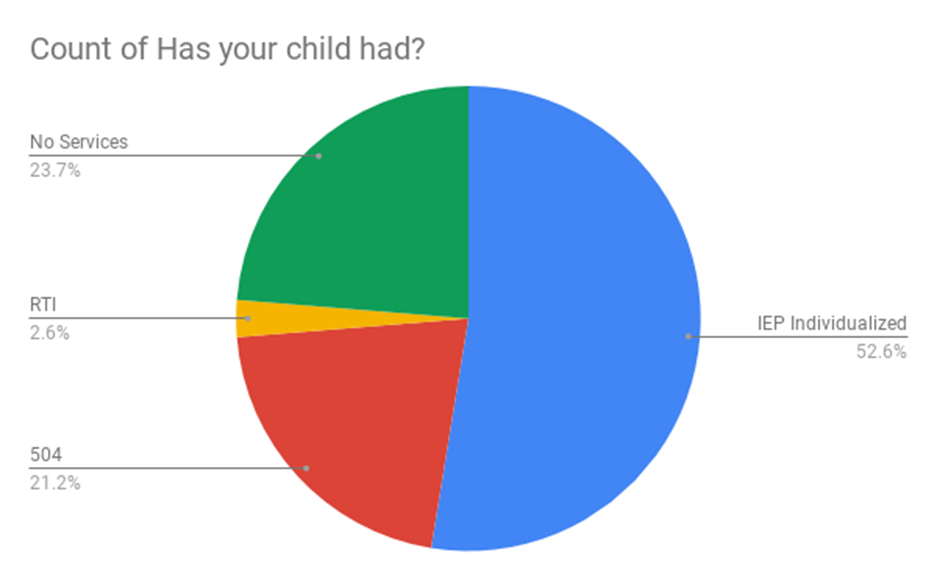 Count of Has your child had?
No Services
23.7%
RTI
2.6%
IEP Individualized
52.6%
504
21.2%